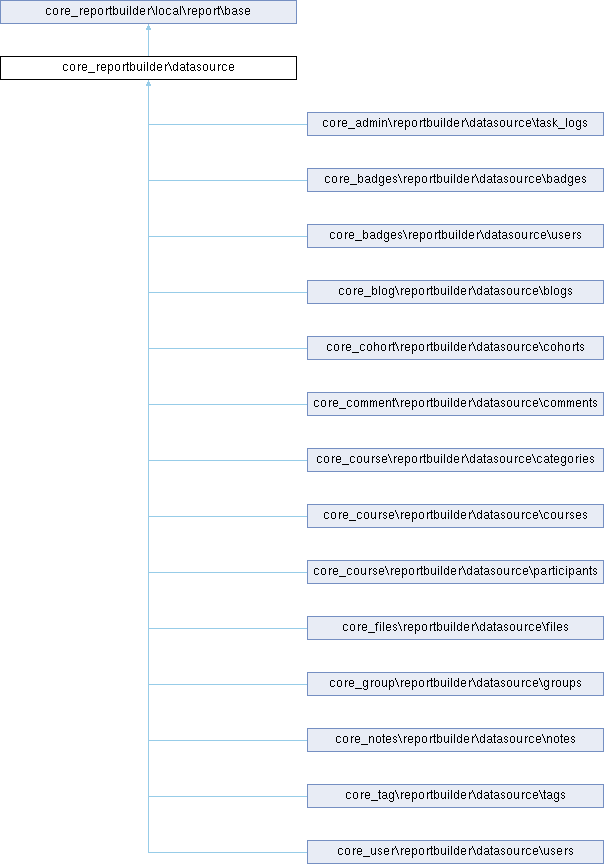 core_reportbuilder\local\report\base
core_reportbuilder\datasource
core_admin\reportbuilder\datasource\task_logs
core_badges\reportbuilder\datasource\badges
core_badges\reportbuilder\datasource\users
core_blog\reportbuilder\datasource\blogs
core_cohort\reportbuilder\datasource\cohorts
core_comment\reportbuilder\datasource\comments
core_course\reportbuilder\datasource\categories
core_course\reportbuilder\datasource\courses
core_course\reportbuilder\datasource\participants
core_files\reportbuilder\datasource\files
core_group\reportbuilder\datasource\groups
core_notes\reportbuilder\datasource\notes
core_tag\reportbuilder\datasource\tags
core_user\reportbuilder\datasource\users